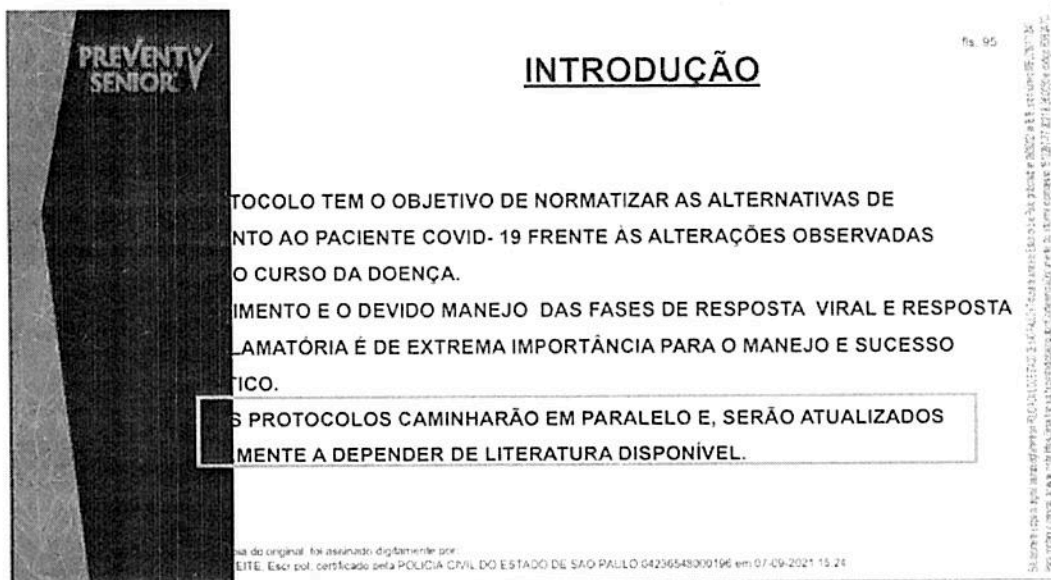 PREVENT
SENIOR
fls. 95
INTRODUÇÃO
TOCOLO TEM O OBJETIVO DE NORMATIZAR AS ALTERNATIVAS DE
NTO AO PACIENTE COVID- 19 FRENTE ÀS ALTERAÇÕES OBSERVADAS
O CURSO DA DOENÇA.
IMENTO E O DEVIDO MANEJO DAS FASES DE RESPOSTA VIRAL E RESPOSTA
LAMATÓRIA É DE EXTREMA IMPORTÂNCIA PARA O MANEJO E SUCESSO
TICO.
S PROTOCOLOS CAMINHARÃO EM PARALELO E, SERÃO ATUALIZADOS
AMENTE A DEPENDER DE LITERATURA DISPONÍVEL.
do original, foi assinado digitalmente por:
EITE, Escr pol, certificado pela POLICIA CIVIL DO ESTADO DE SAO PAULO 04236548000196 em 07-09-2021 15:24